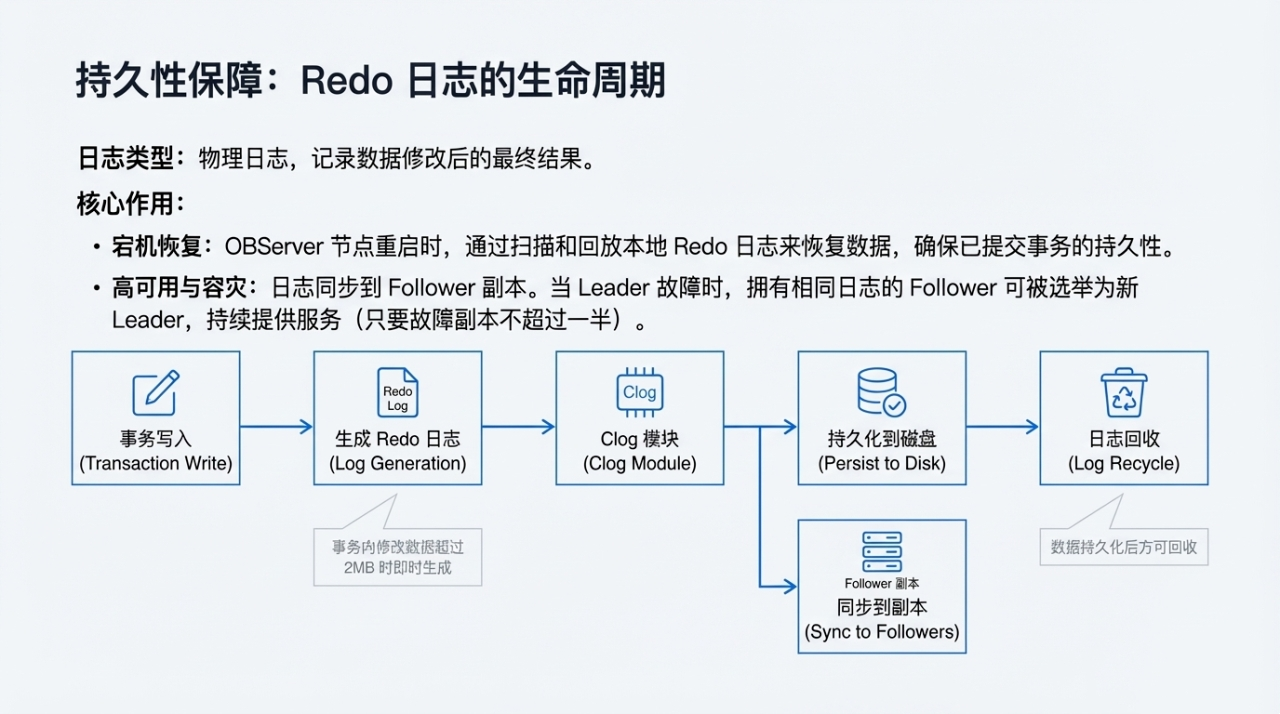 持久性保障：Redo 日志的生命周期
日志类型：物理日志，记录数据修改后的最终结果。
核心作用：
• 宕机恢复：OBServer 节点重启时，通过扫描和回放本地 Redo 日志来恢复数据，确保已提交事务的持久性。
• 高可用与容灾：日志同步到 Follower 副本。当 Leader 故障时，拥有相同日志的 Follower 可被选举为新
Leader，持续提供服务（只要故障副本不超过一半）。
事务写入
(Transaction Write)
Redo
Log
生成 Redo 日志
(Log Generation)
Clog
Clog 模块
(Clog Module)
持久化到磁盘
(Persist to Disk)
日志回收
(Log Recycle)
事务内修改数据超过
2MB 时即时生成
数据持久化后方可回收
Follower 副本
同步到副本
(Sync to Followers)